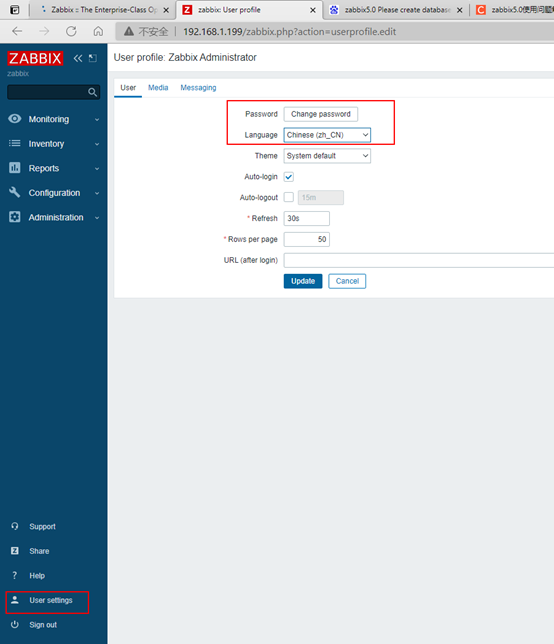 Zabbix :: The Enterprise-Class Op
zabbix: User profile
zabbix5.0 Please create database
zabbix5.0使用问题
不安全 192.168.1.199/zabbix.php?action=userprofile.edit
ZABBIX
zabbix
Monitoring
Inventory
Reports
Configuration
Administration
Support
Share
Help
User settings
Sign out
User profile: Zabbix Administrator
User Media Messaging
Password Change password
Language Chinese (zh_CN)
Theme System default
Auto-login
Auto-logout 15m
* Refresh 30s
* Rows per page 50
URL (after login)
Update Cancel